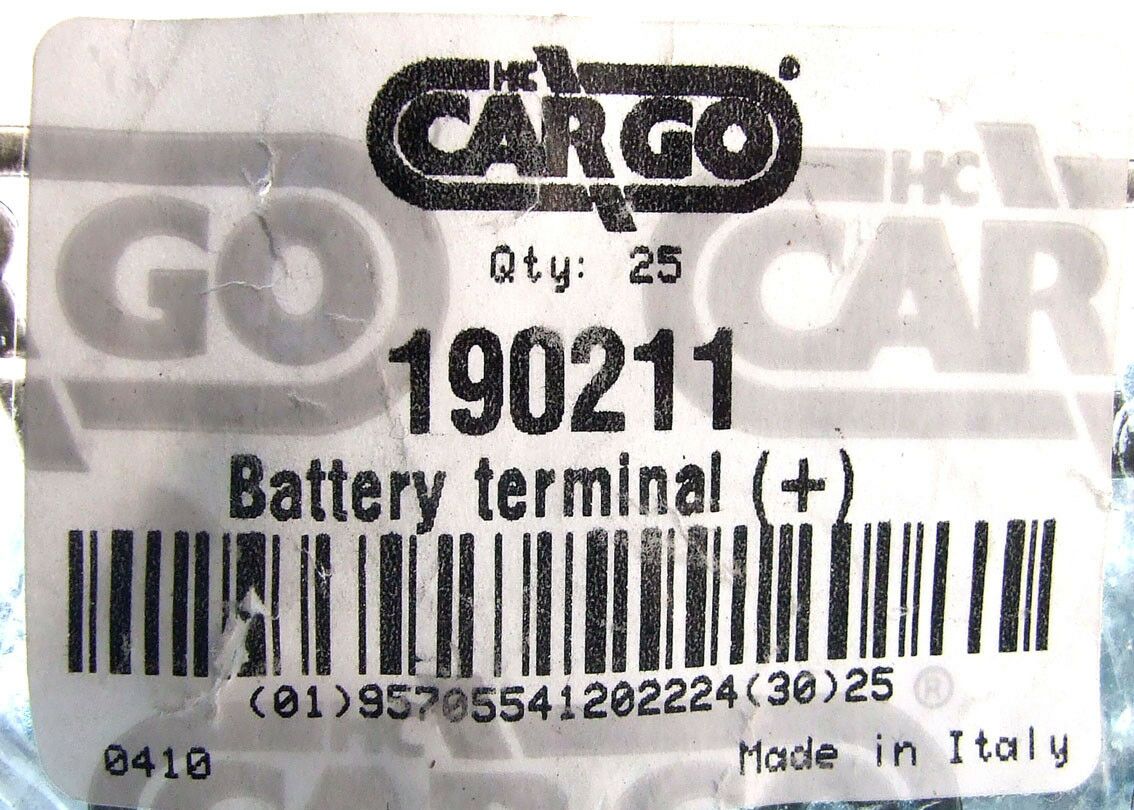 HC
CARGO
Qty: 25
190211
Battery terminal (+)
(01)95705541202224(30)25
0410
Made in Italy